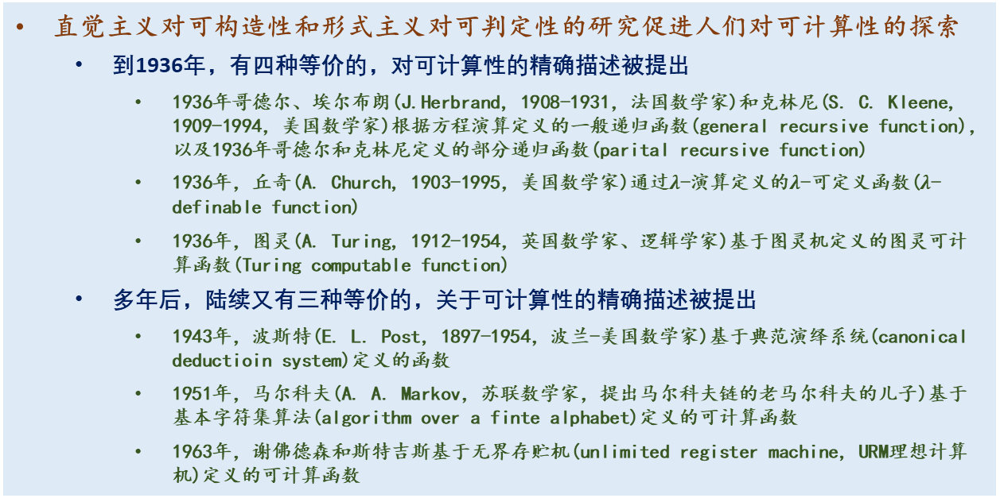 • 直觉主义对可构造性和形式主义对可判定性的研究促进人们对可计算性的探索
• 到1936年，有四种等价的，对可计算性的精确描述被提出
• 1936年哥德尔、埃尔布朗(J.Herbrand, 1908-1931, 法国数学家)和克林尼(S. C. Kleene,
1909-1994, 美国数学家)根据方程演算定义的一般递归函数(general recursive function),
以及1936年哥德尔和克林尼定义的部分递归函数(parital recursive function)
• 1936年, 丘奇(A. Church, 1903-1995, 美国数学家)通过λ-演算定义的λ-可定义函数(λ-
definable function)
• 1936年, 图灵(A. Turing, 1912-1954, 英国数学家、逻辑学家)基于图灵机定义的图灵可计
算函数(Turing computable function)
• 多年后，陆续又有三种等价的，关于可计算性的精确描述被提出
• 1943年, 波斯特(E. L. Post, 1897-1954, 波兰-美国数学家)基于典范演绎系统(canonical
deductioin system)定义的函数
• 1951年, 马尔科夫(A. A. Markov, 苏联数学家, 提出马尔科夫链的老马尔科夫的儿子)基于
基本字符集算法(algorithm over a finte alphabet)定义的可计算函数
• 1963年, 谢佛德森和斯特吉斯基于无界存贮机(unlimited register machine, URM理想计算
机)定义的可计算函数